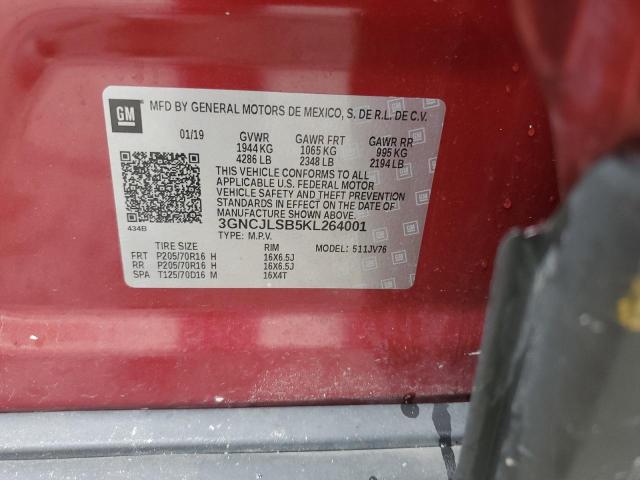 GM
MFD BY GENERAL MOTORS DE MEXICO, S. DE R.L. DE C.V.
01/19 GVWR GAWR FRT GAWR RR
1944 KG 1065 KG 995 KG
4286 LB 2348 LB 2194 LB
THIS VEHICLE CONFORMS TO ALL
APPLICABLE U.S. FEDERAL MOTOR
VEHICLE SAFETY AND THEFT PREVENTION
STANDARDS IN EFFECT ON THE DATE OF
MANUFACTURE SHOWN ABOVE.
434B 3GNCJLSB5KL264001
TYPE: M.P.V. MODEL: 511JV76
TIRE SIZE RIM
FRT P205/70R16 H 16X6.5J
RR P205/70R16 H 16X6.5J
SPA T125/70D16 M 16X4T